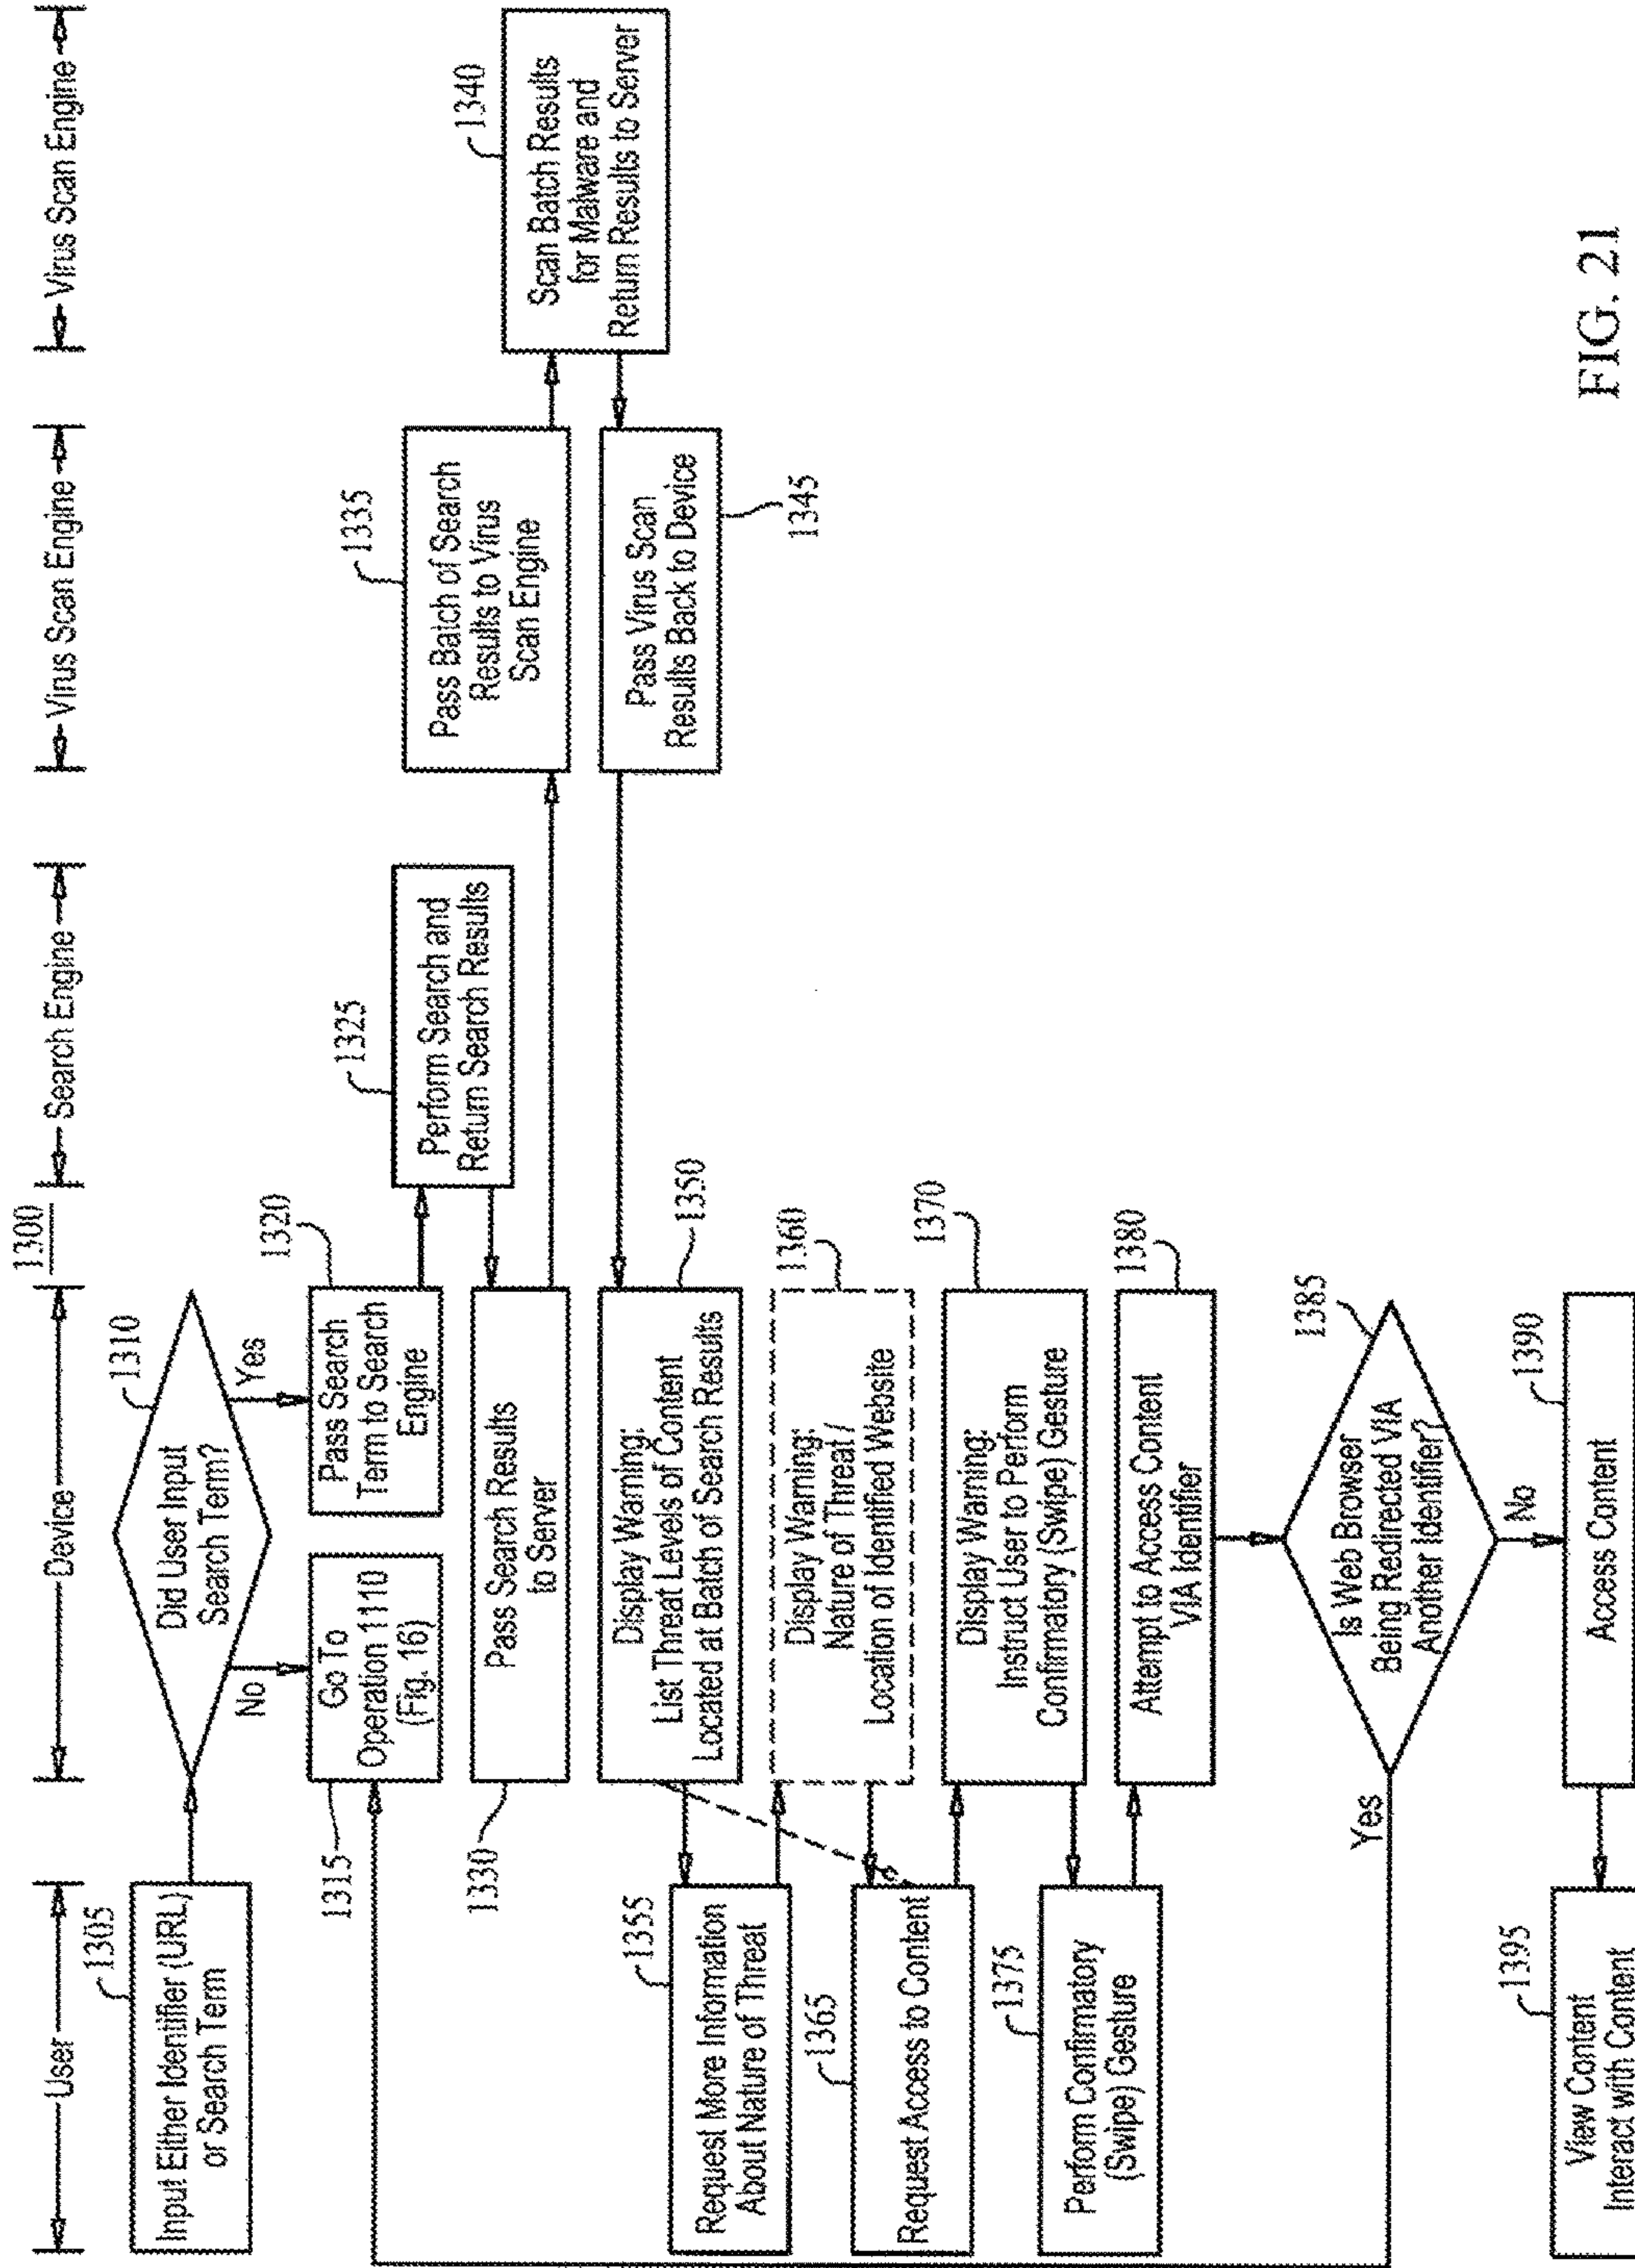 1300
User
Device
Search Engine
Virus Scan Engine
Virus Scan Engine
1305
Input Either Identifier (URL)
or Search Term
1310
Did User Input
Search Term?
No
Yes
1315
Go To
Operation 1110
(Fig. 16)
1320
Pass Search
Term to Search
Engine
1325
Perform Search and
Return Search Results
1330
Pass Search Results
to Server
1335
Pass Batch of Search
Results to Virus
Scan Engine
1340
Scan Batch Results
for Malware and
Return Results to Server
1345
Pass Virus Scan
Results Back to Device
1350
Display Warning:
List Threat Levels of Content
Located at Batch of Search Results
1355
Request More Information
About Nature of Threat
1360
Display Warning:
Nature of Threat /
Location of Identified Website
1365
Request Access to Content
1370
Display Warning:
Instruct User to Perform
Confirmatory (Swipe) Gesture
1375
Perform Confirmatory
(Swipe) Gesture
1380
Attempt to Access Content
VIA Identifier
1385
Is Web Browser
Being Redirected VIA
Another Identifier?
Yes
No
1390
Access Content
1395
View Content
Interact with Content
FIG. 21